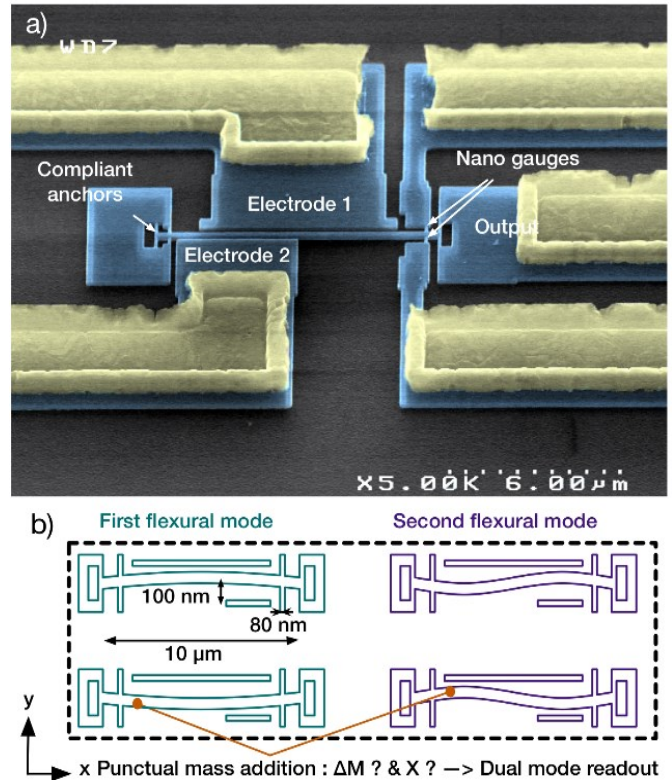 a)
WD7
Compliant anchors
Nano gauges
Electrode 1
Output
Electrode 2
X5.00K 6.00µm
b)
First flexural mode
Second flexural mode
100 nm
80 nm
10 µm
y
x Punctual mass addition : ΔM ? & X ? —> Dual mode readout